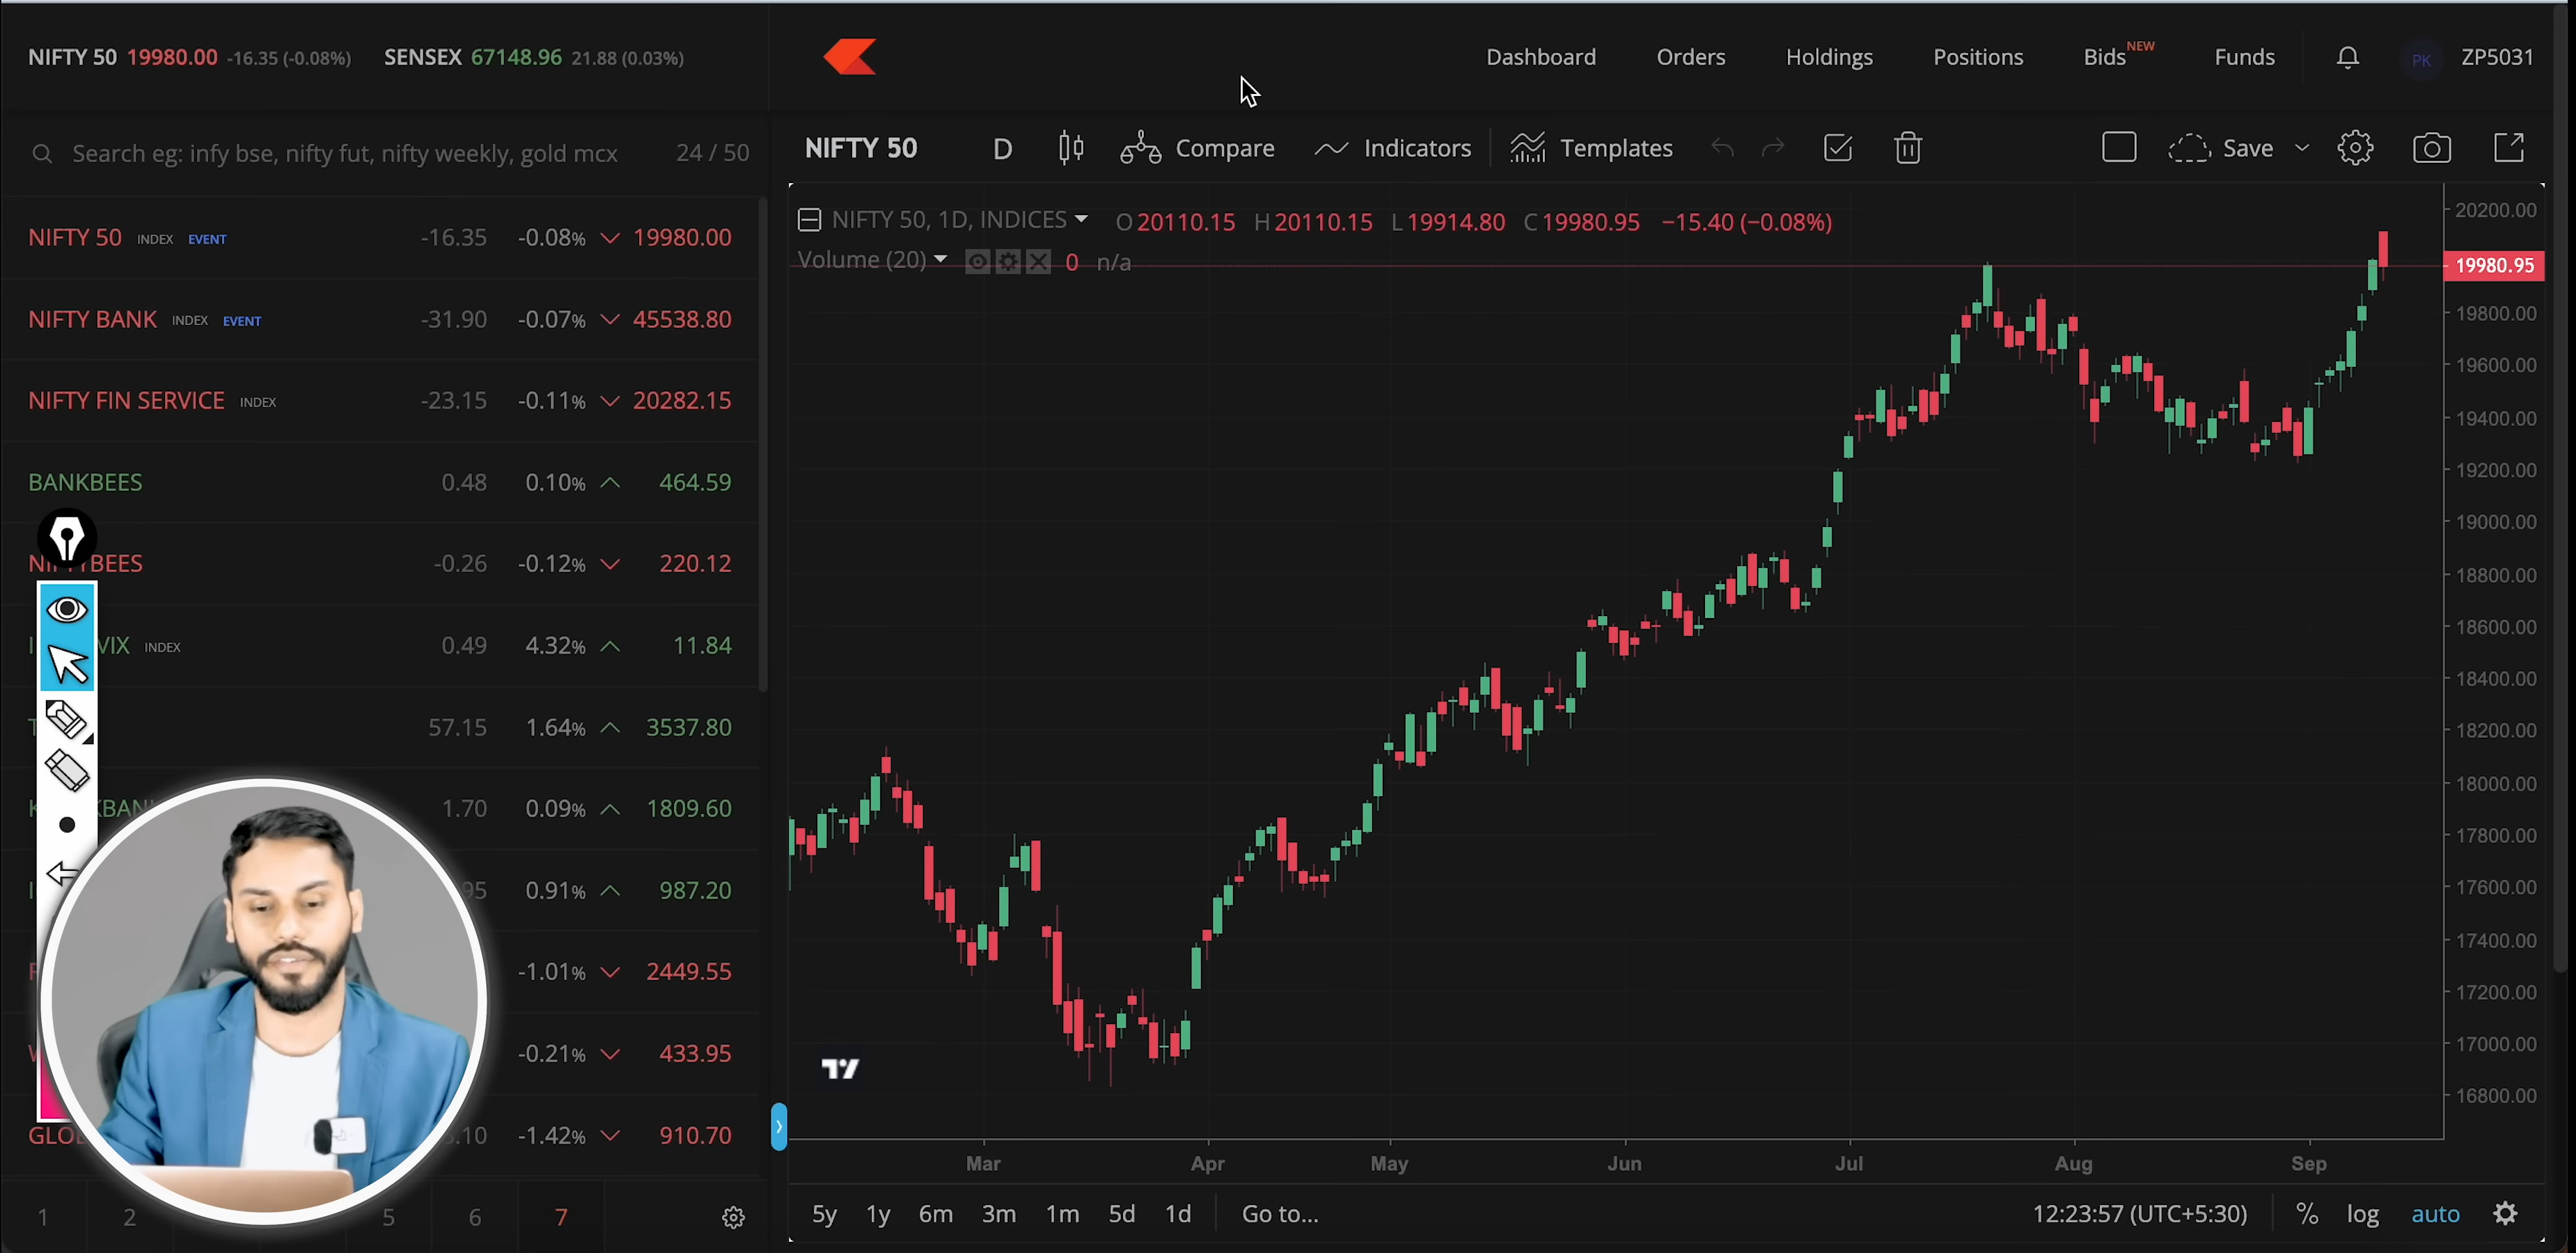 NIFTY 50 19980.00 -16.35 (-0.08%) SENSEX 67148.96 21.88 (0.03%)
Dashboard Orders Holdings Positions Bids NEW Funds PK ZP5031
Search eg: infy bse, nifty fut, nifty weekly, gold mcx 24 / 50
NIFTY 50 INDEX EVENT -16.35 -0.08% 19980.00
NIFTY BANK INDEX EVENT -31.90 -0.07% 45538.80
NIFTY FIN SERVICE INDEX -23.15 -0.11% 20282.15
BANKBEES 0.48 0.10% 464.59
-0.26 -0.12% 220.12
VIX INDEX 0.49 4.32% 11.84
57.15 1.64% 3537.80
1.70 0.09% 1809.60
0.91% 987.20
-1.01% 2449.55
-0.21% 433.95
-1.42% 910.70
1 2 5 6 7
NIFTY 50 D Compare Indicators Templates Save
NIFTY 50, 1D, INDICES O 20110.15 H 20110.15 L 19914.80 C 19980.95 −15.40 (−0.08%)
Volume (20) 0 n/a
20200.00
19980.95
19800.00
19600.00
19400.00
19200.00
19000.00
18800.00
18600.00
18400.00
18200.00
18000.00
17800.00
17600.00
17400.00
17200.00
17000.00
16800.00
Mar Apr May Jun Jul Aug Sep
5y 1y 6m 3m 1m 5d 1d Go to... 12:23:57 (UTC+5:30) % log auto